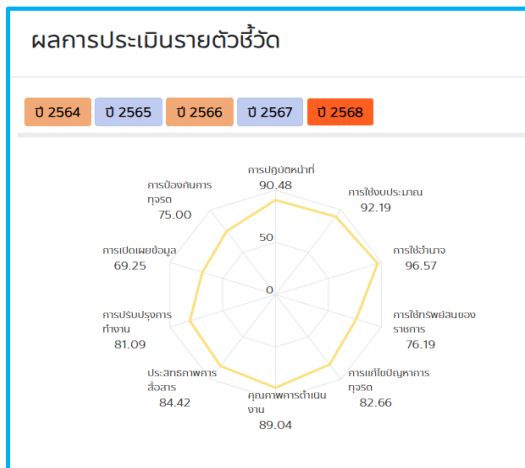 ผลการประเมินรายตัวชี้วัด
ปี 2564 ปี 2565 ปี 2566 ปี 2567 ปี 2568
การปฏิบัติหน้าที่
90.48
การใช้งบประมาณ
92.19
การใช้อำนาจ
96.57
การใช้ทรัพย์สินของ
ราชการ
76.19
การแก้ไขปัญหาการ
ทุจริต
82.66
คุณภาพการดำเนิน
งาน
89.04
ประสิทธิภาพการ
สื่อสาร
84.42
การปรับปรุงการ
ทำงาน
81.09
การเปิดเผยข้อมูล
69.25
การป้องกันการ
ทุจริต
75.00
50
0